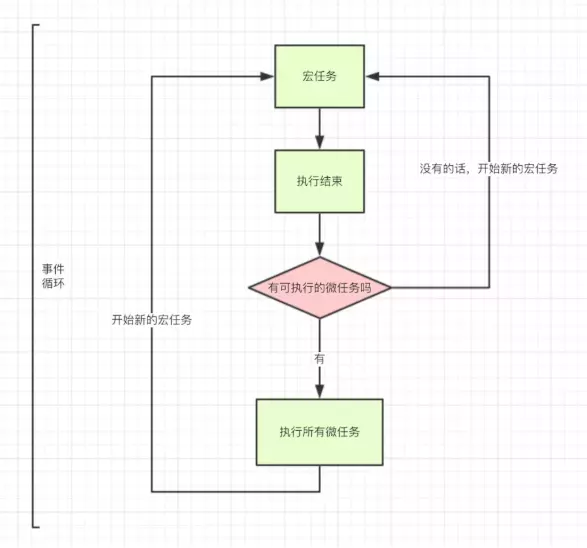 宏任务
执行结束
没有的话，开始新的宏任务
事件
循环
有可执行的微任务吗
开始新的宏任务
有
执行所有微任务